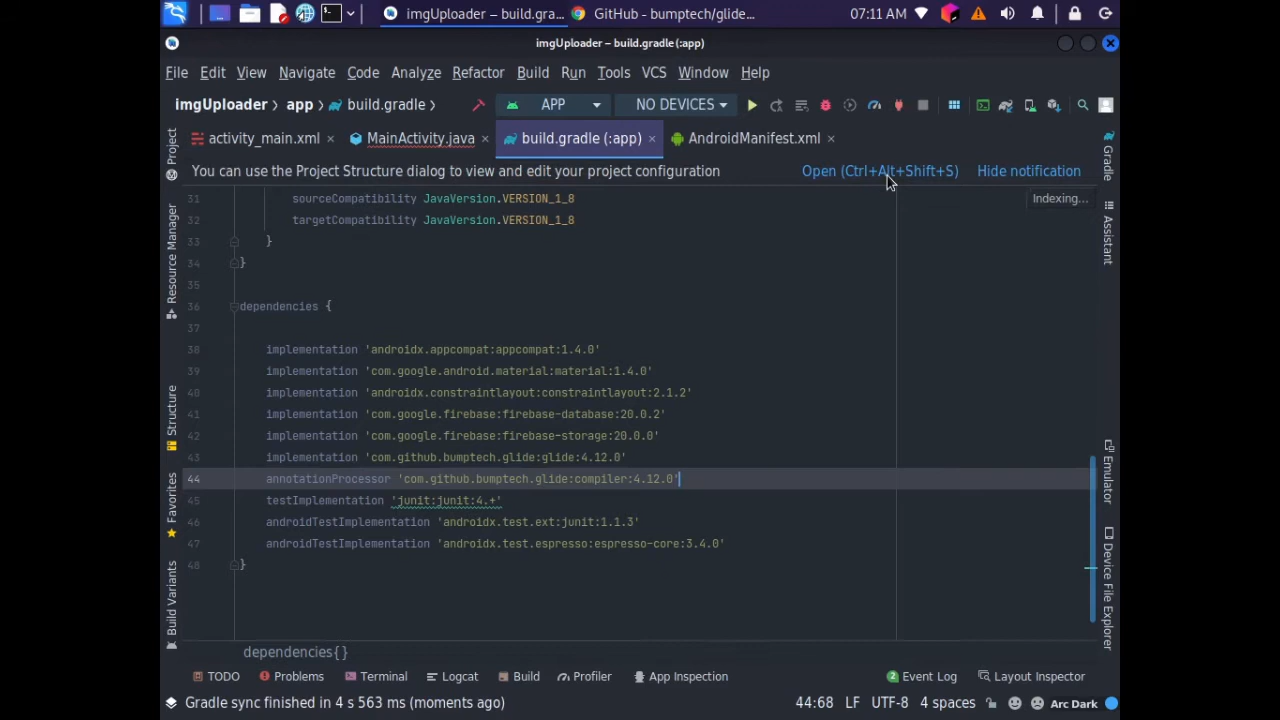 imgUploader – build.gra...
GitHub - bumptech/glide...
07:11 AM
imgUploader – build.gradle (:app)
File Edit View Navigate Code Analyze Refactor Build Run Tools VCS Window Help
imgUploader app build.gradle APP NO DEVICES
activity_main.xml MainActivity.java build.gradle (:app) AndroidManifest.xml
You can use the Project Structure dialog to view and edit your project configuration Open (Ctrl+Alt+Shift+S) Hide notification
Indexing...
31 sourceCompatibility JavaVersion.VERSION_1_8
32 targetCompatibility JavaVersion.VERSION_1_8
33 }
34 }
35
36 dependencies {
37
38 implementation 'androidx.appcompat:appcompat:1.4.0'
39 implementation 'com.google.android.material:material:1.4.0'
40 implementation 'androidx.constraintlayout:constraintlayout:2.1.2'
41 implementation 'com.google.firebase:firebase-database:20.0.2'
42 implementation 'com.google.firebase:firebase-storage:20.0.0'
43 implementation 'com.github.bumptech.glide:glide:4.12.0'
44 annotationProcessor 'com.github.bumptech.glide:compiler:4.12.0'
45 testImplementation 'junit:junit:4.+'
46 androidTestImplementation 'androidx.test.ext:junit:1.1.3'
47 androidTestImplementation 'androidx.test.espresso:espresso-core:3.4.0'
48 }
dependencies{}
Project
Resource Manager
Structure
Favorites
Build Variants
Gradle
Assistant
Emulator
Device File Explorer
TODO Problems Terminal Logcat Build Profiler App Inspection 2 Event Log Layout Inspector
Gradle sync finished in 4 s 563 ms (moments ago) 44:68 LF UTF-8 4 spaces Arc Dark